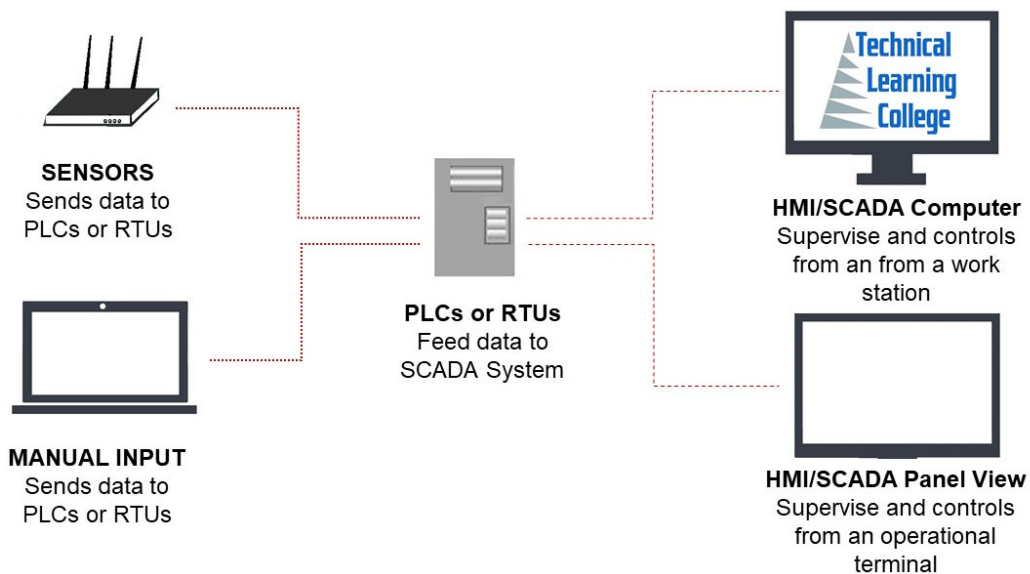 SENSORS
Sends data to
PLCs or RTUs
MANUAL INPUT
Sends data to
PLCs or RTUs
PLCs or RTUs
Feed data to
SCADA System
Technical
Learning
College
HMI/SCADA Computer
Supervise and controls
from an from a work
station
HMI/SCADA Panel View
Supervise and controls
from an operational
terminal